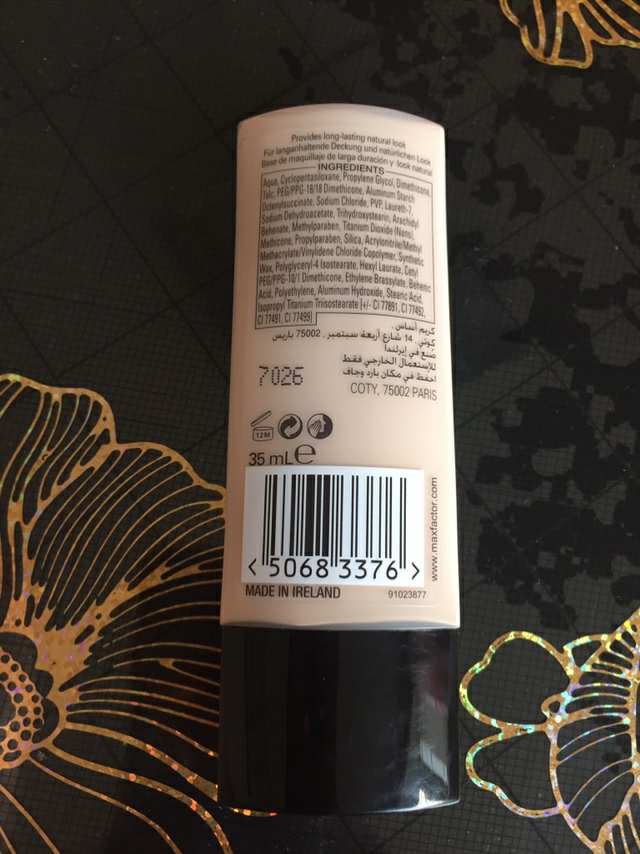 Provides long-lasting natural look
Für langanhaltende Deckung und natürlichen Look
Base de maquillaje de larga duración y look natural
INGREDIENTS
Aqua, Cyclopentasiloxane, Propylene Glycol, Dimethicone,
Talc, PEG/PPG-18/18 Dimethicone, Aluminum Starch
Octenylsuccinate, Sodium Chloride, PVP, Laureth-7,
Sodium Dehydroacetate, Trihydroxystearin, Arachidyl
Behenate, Methylparaben, Titanium Dioxide (Nano),
Methicone, Propylparaben, Silica, Acrylonitrile/Methyl
Methacrylate/Vinylidene Chloride Copolymer, Synthetic
Wax, Polyglyceryl-4 Isostearate, Hexyl Laurate, Cetyl
PEG/PPG-10/1 Dimethicone, Ethylene Brassylate, Behenic
Acid, Polyethylene, Aluminum Hydroxide, Stearic Acid,
Isopropyl Titanium Triisostearate [+/- CI 77891, CI 77492,
CI 77491, CI 77499]
كريم أساس.
كوتي، 14 شارع أربعة سبتمبر، 75002 باريس
صنع في إيرلندا
للإستعمال الخارجي فقط
احفظ في مكان بارد وجاف
7026
COTY, 75002 PARIS
12M
35 mL e
www.maxfactor.com
<5068 3376>
MADE IN IRELAND
91023877